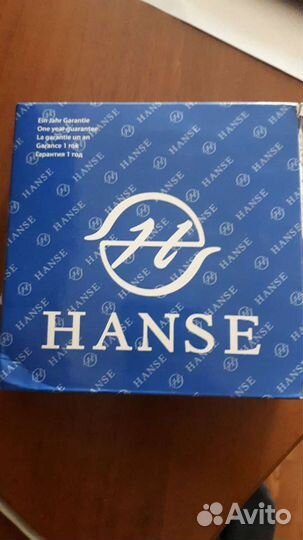 Ein Jahr Garantie
One year guarantee
La garantie un an
Garance 1 rok
Гарантия 1 год
H
HANSE
Avito